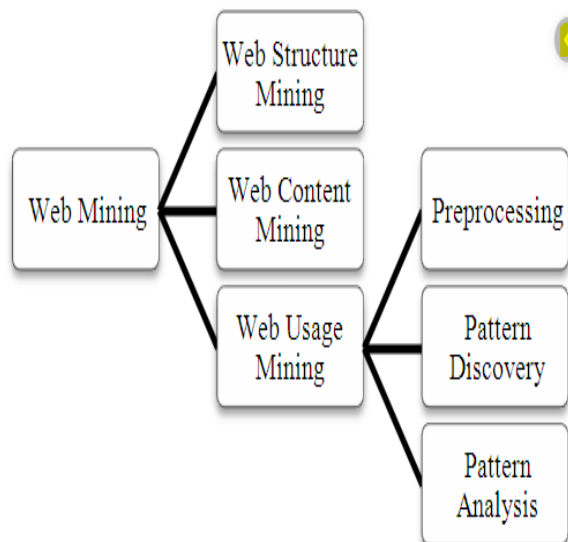 Web Structure
Mining
Web Mining
Web Content
Mining
Web Usage
Mining
Preprocessing
Pattern
Discovery
Pattern
Analysis